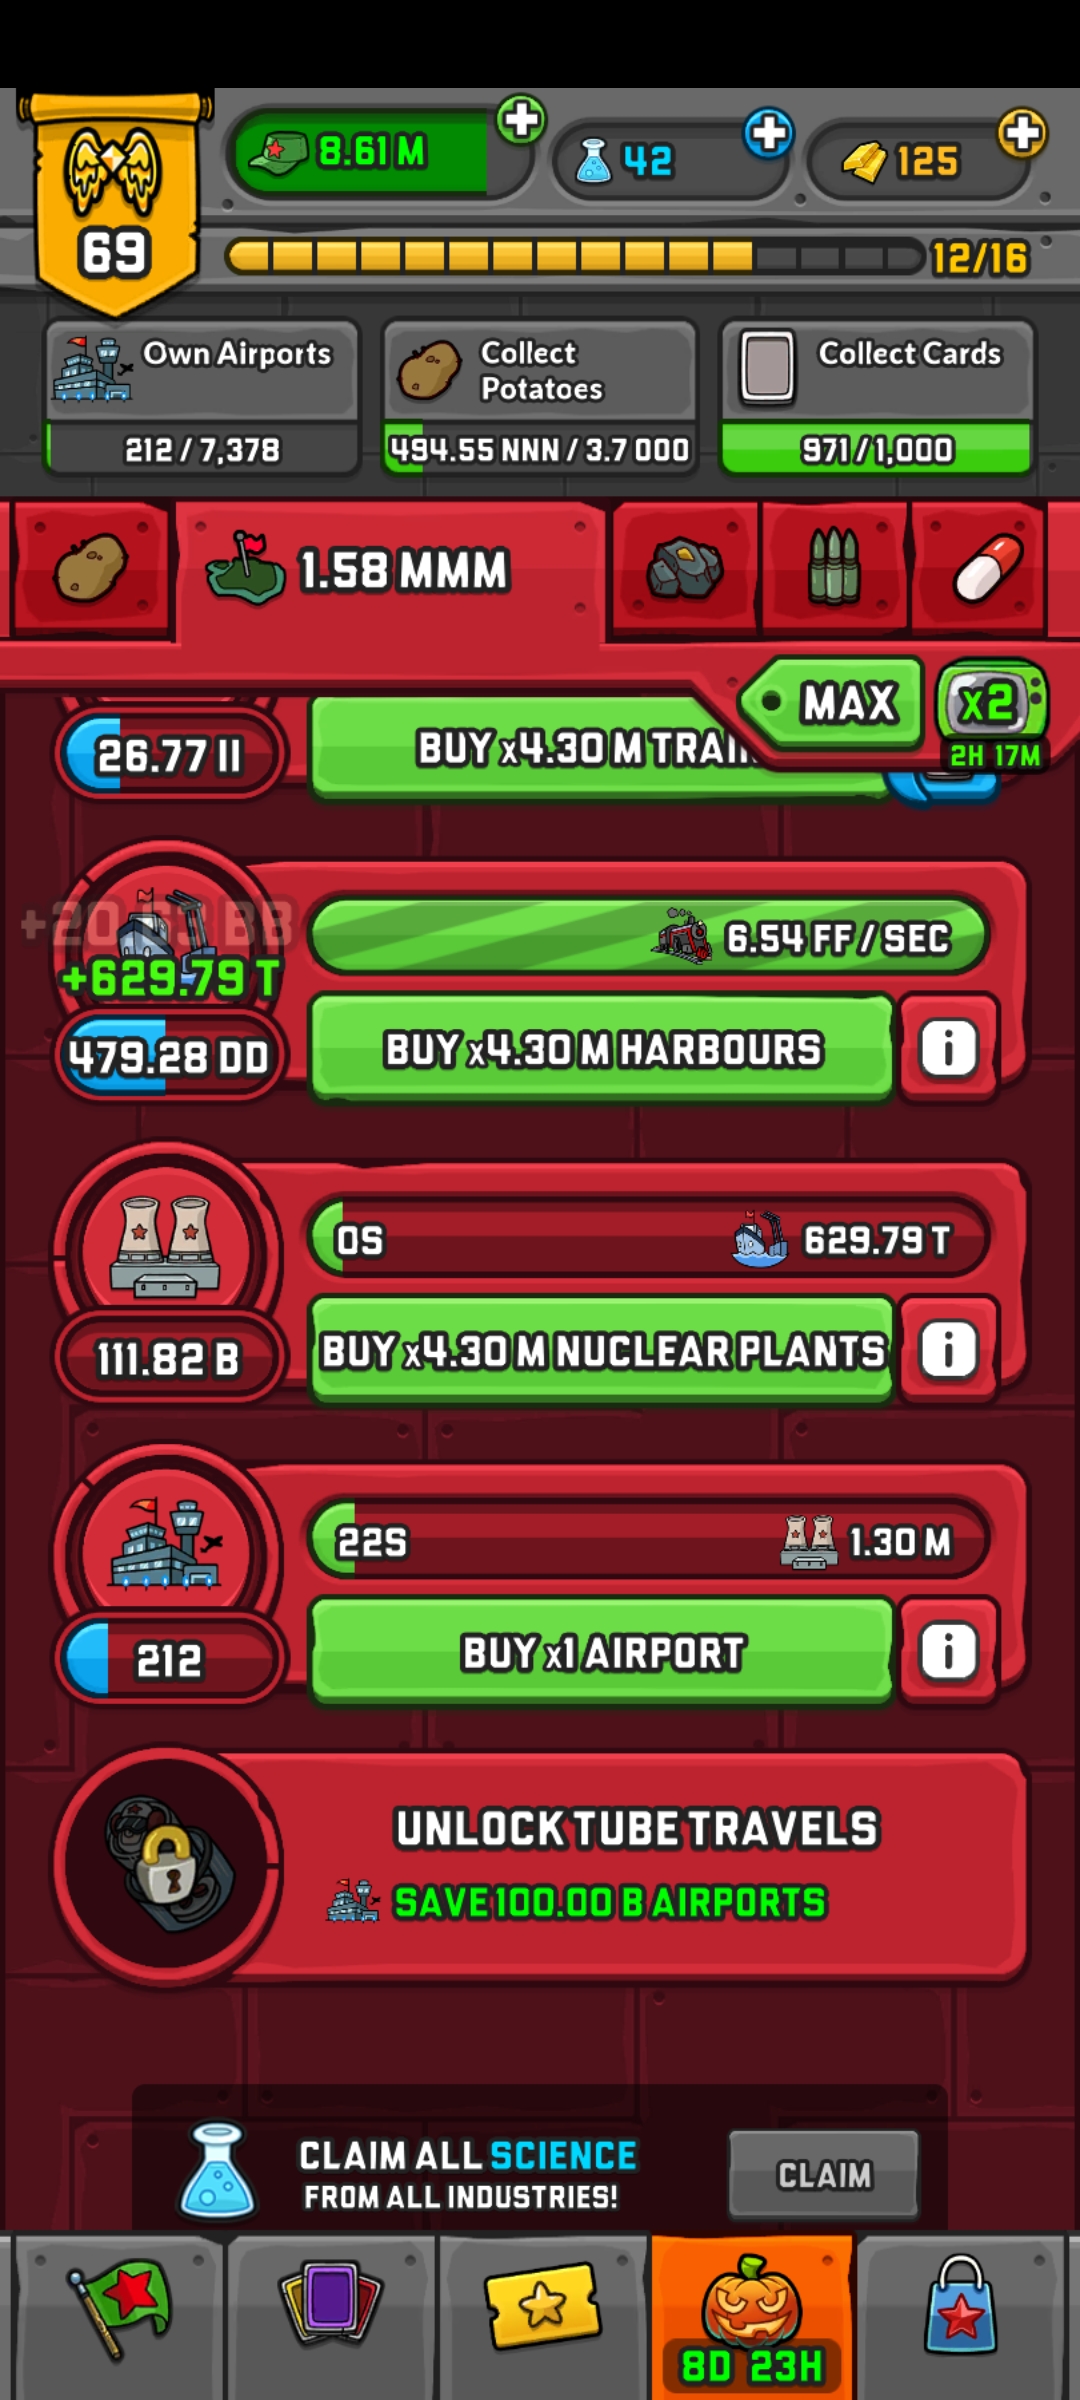 69
8.61 M
42
125
12/16
Own Airports
212 / 7,378
Collect
Potatoes
494.55 NNN / 3.7 OOO
Collect Cards
971 / 1,000
1.58 MMM
MAX
x2
2H 17M
26.77 II
BUY x4.30 M
+20.63 BB
+629.79 T
6.54 FF / SEC
479.28 DD
BUY x4.30 M HARBOURS
i
0S
629.79 T
111.82 B
BUY x4.30 M NUCLEAR PLANTS
i
22S
1.30 M
212
BUY x1 AIRPORT
i
UNLOCK TUBE TRAVELS
SAVE 100.00 B AIRPORTS
CLAIM ALL SCIENCE
FROM ALL INDUSTRIES!
CLAIM
8D 23H